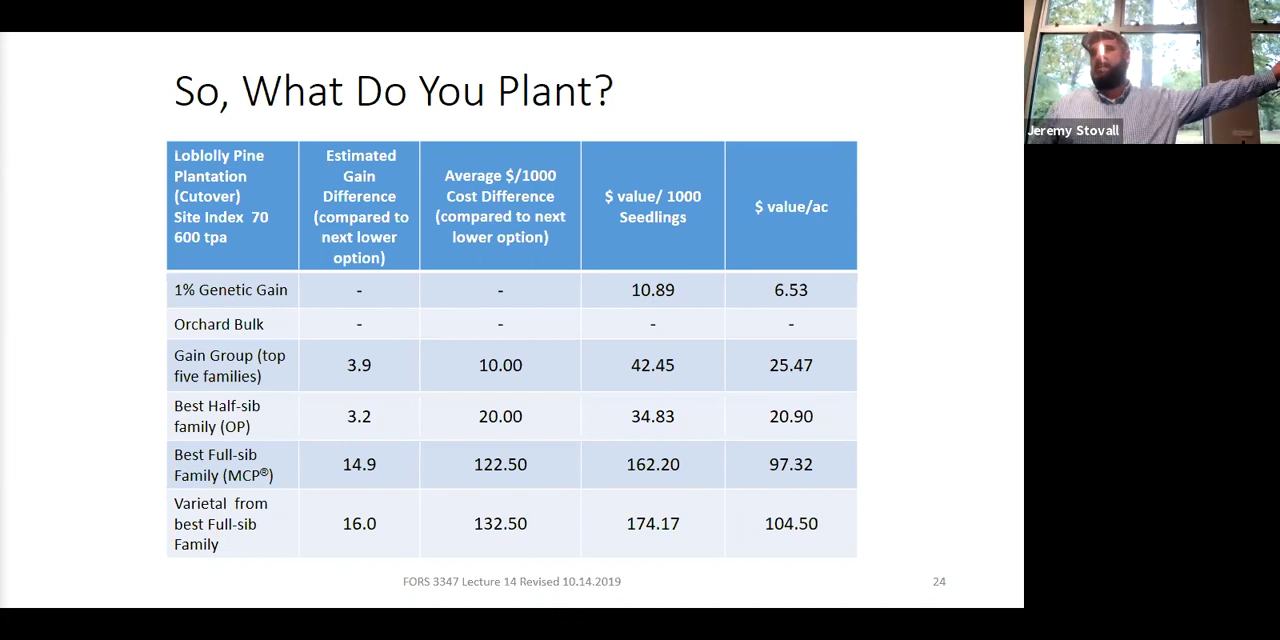 So, What Do You Plant?
Loblolly Pine
Plantation
(Cutover)
Site Index 70
600 tpa
Estimated
Gain
Difference
(compared to
next lower
option)
Average $/1000
Cost Difference
(compared to next
lower option)
$ value/ 1000
Seedlings
$ value/ac
1% Genetic Gain
-
-
10.89
6.53
Orchard Bulk
-
-
-
-
Gain Group (top
five families)
3.9
10.00
42.45
25.47
Best Half-sib
family (OP)
3.2
20.00
34.83
20.90
Best Full-sib
Family (MCP®)
14.9
122.50
162.20
97.32
Varietal from
best Full-sib
Family
16.0
132.50
174.17
104.50
FORS 3347 Lecture 14 Revised 10.14.2019
24
Jeremy Stovall